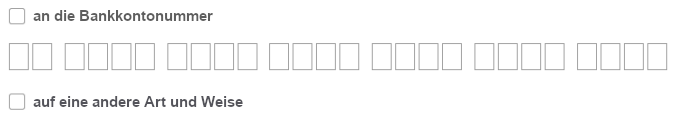 an die Bankkontonummer
auf eine andere Art und Weise